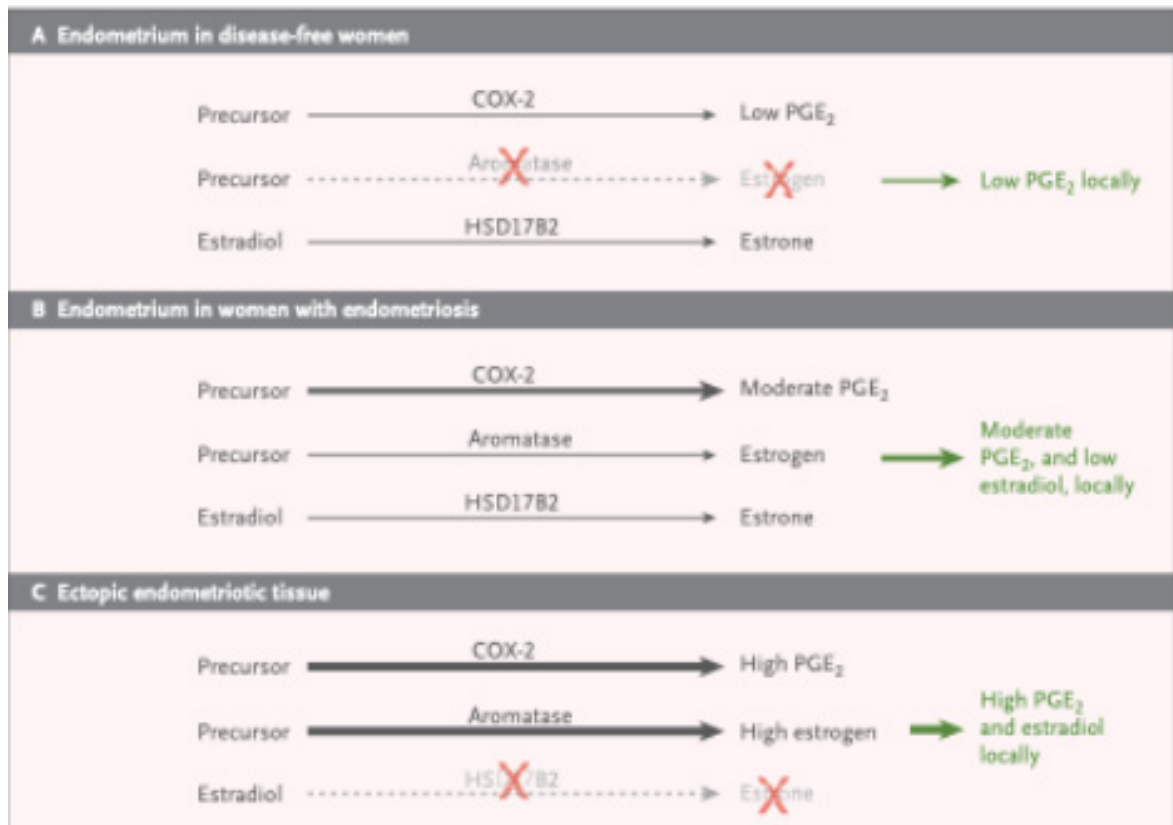 A Endometrium in disease-free women
COX-2
Precursor Low PGE₂
Aromatase
Precursor Estrogen Low PGE₂ locally
HSD17B2
Estradiol Estrone
B Endometrium in women with endometriosis
COX-2
Precursor Moderate PGE₂
Aromatase
Precursor Estrogen
Moderate
PGE₂, and low
estradiol, locally
HSD17B2
Estradiol Estrone
C Ectopic endometriotic tissue
COX-2
Precursor High PGE₂
Aromatase
Precursor High estrogen
High PGE₂
and estradiol
locally
HSD17B2
Estradiol Estrone